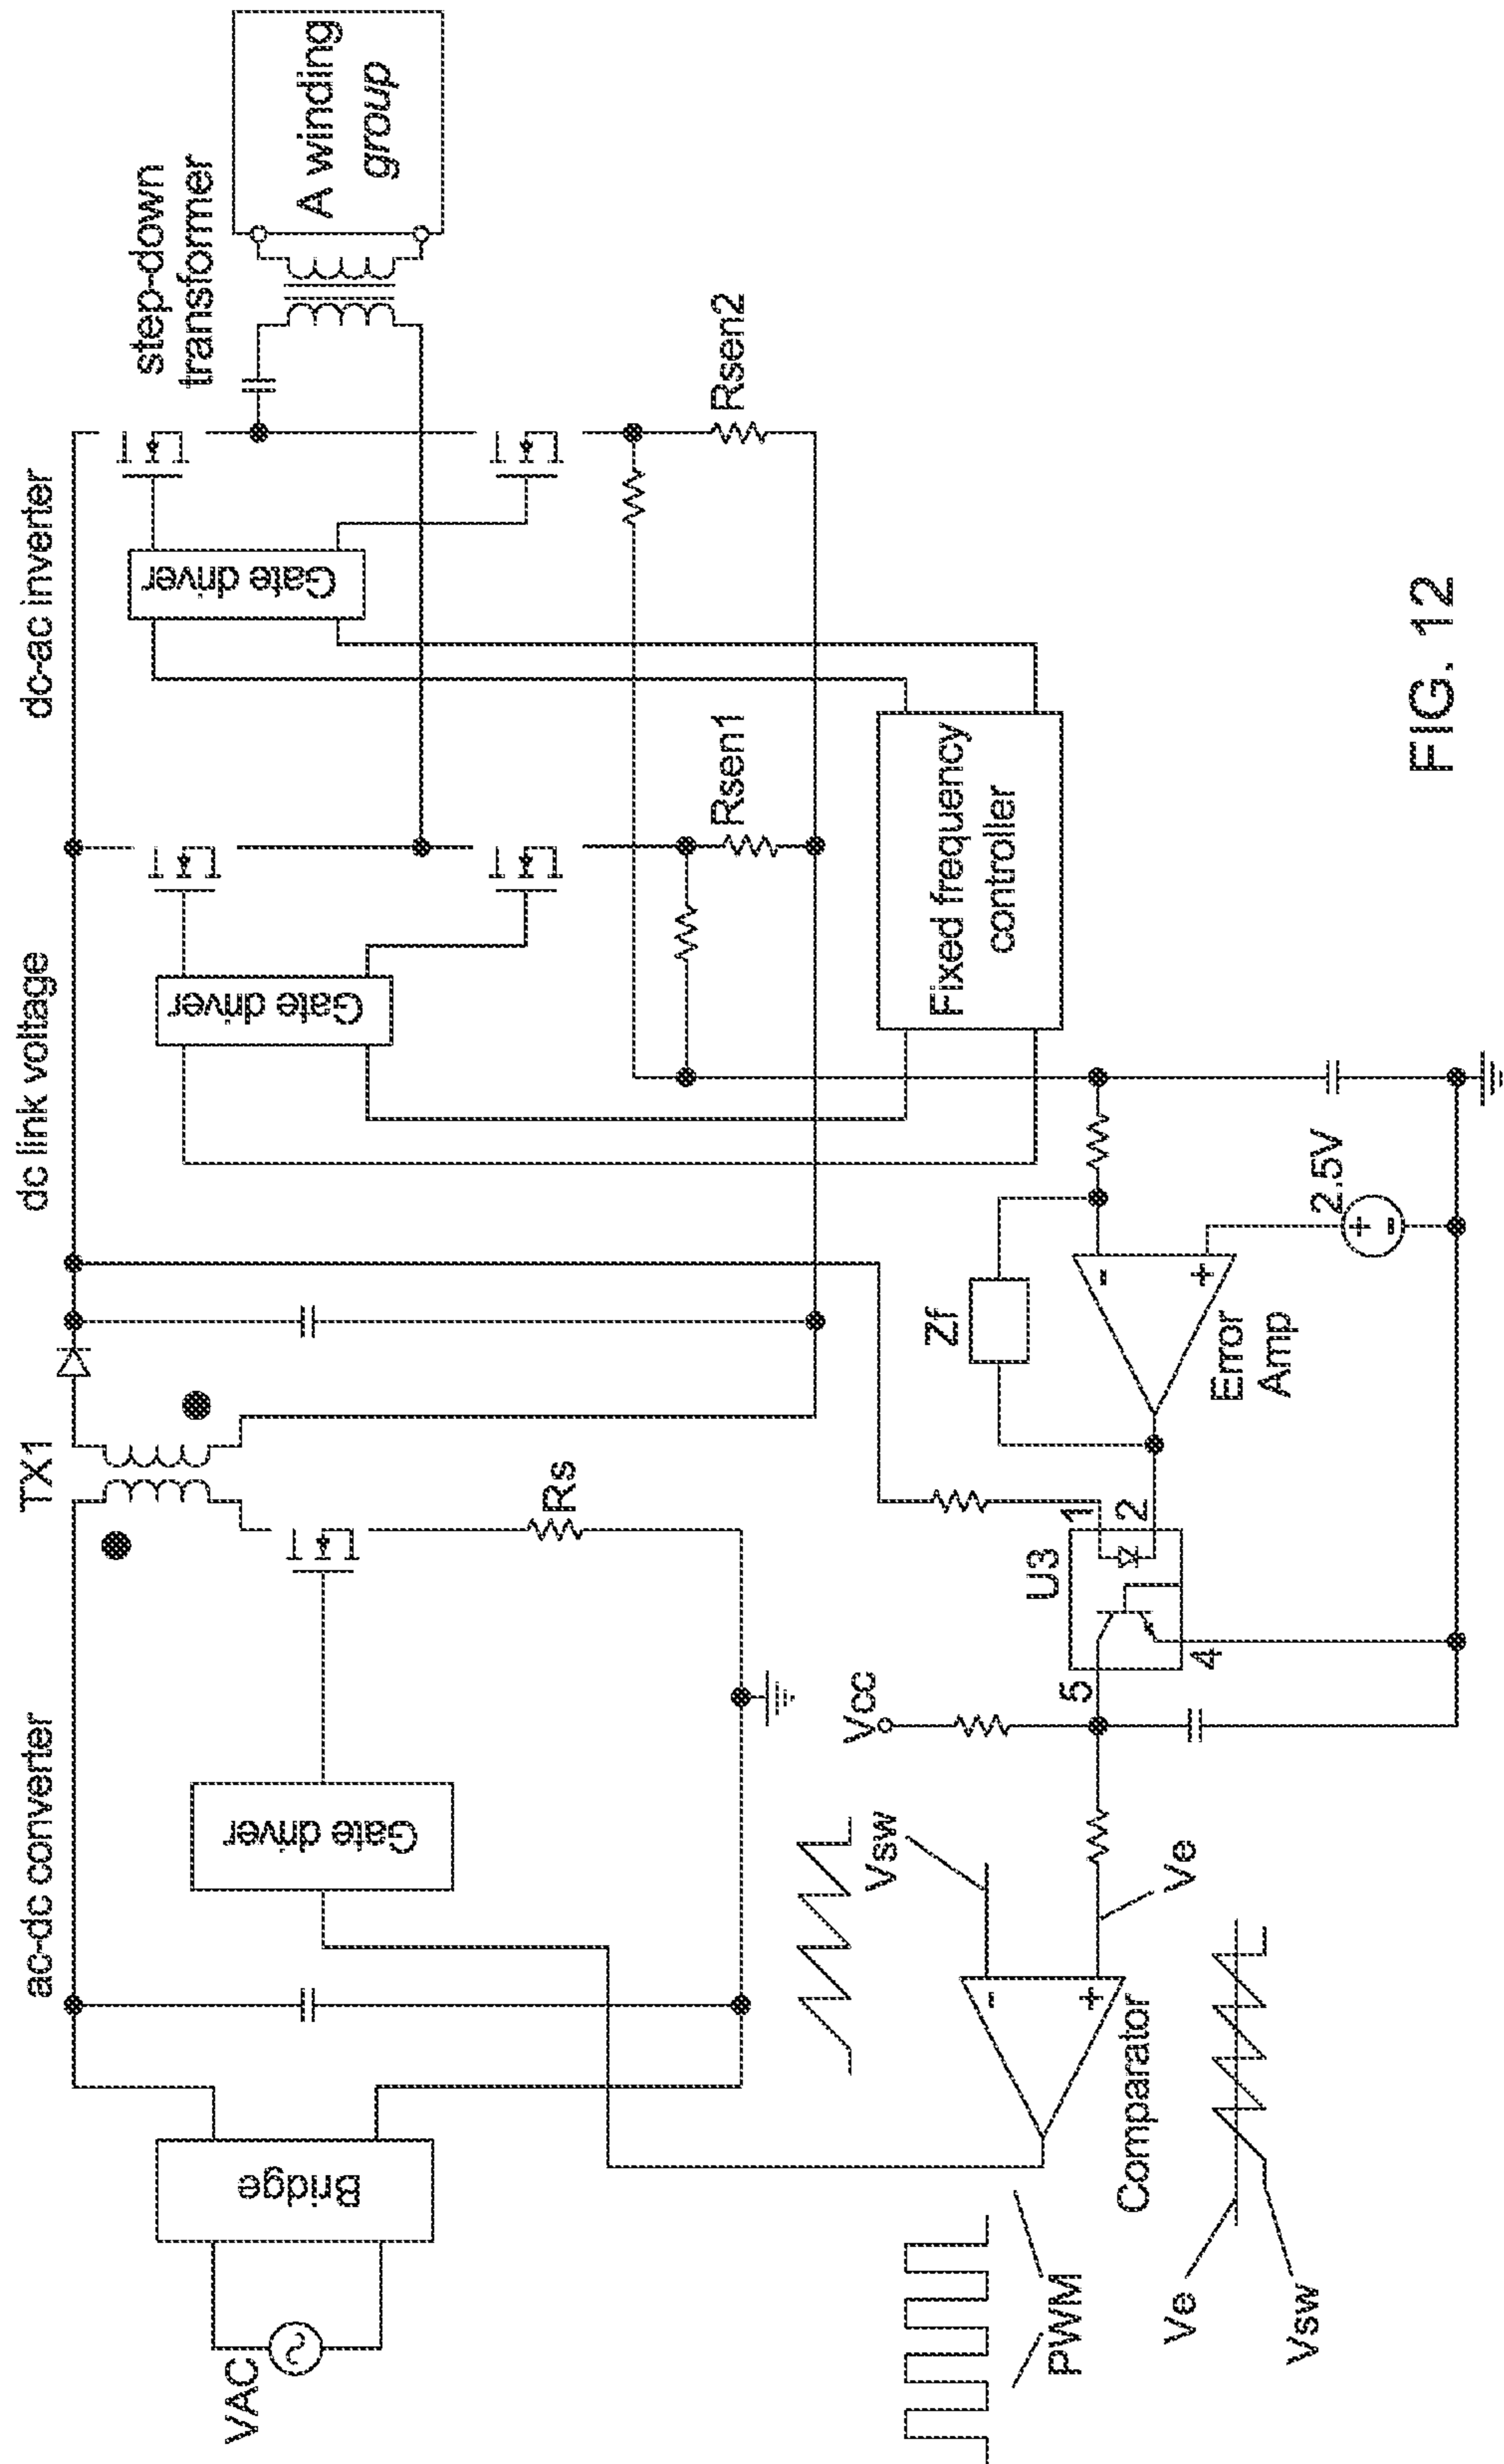 ac-dc converter
TX1
dc link voltage
dc-ac inverter
step-down
transformer
VAC
Bridge
Gate driver
Rs
Gate driver
Gate driver
A winding
group
Rsen1
Rsen2
PWM
Comparator
-
+
Vsw
Ve
Ve
Vsw
Vcc
5
U3
1
2
4
Zf
-
+
Error
Amp
2.5V
+
-
Fixed frequency
controller
FIG. 12